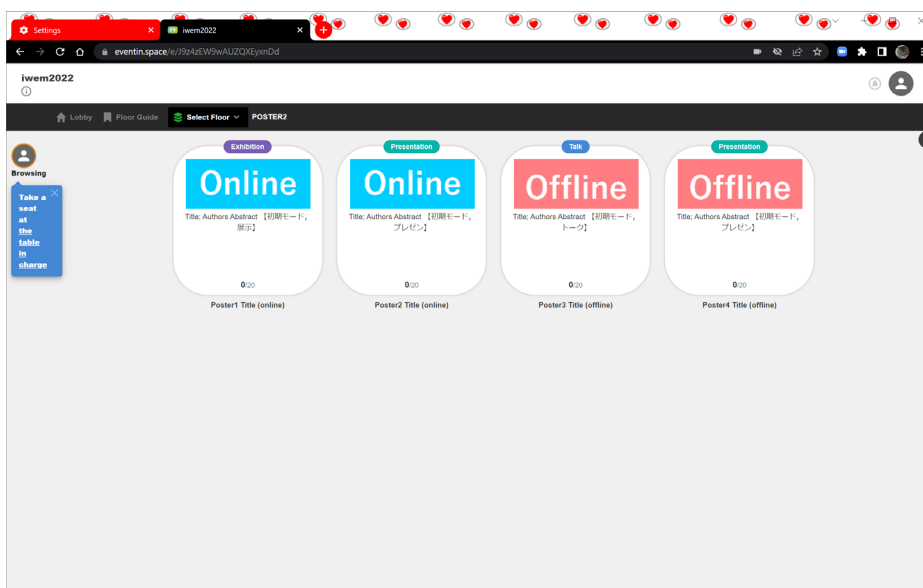 Settings
iwem2022
eventin.space/e/J9z4zEW9wAUZQXEyxnDd
iwem2022
Lobby
Floor Guide
Select Floor
POSTER2
Browsing
Take a
seat
at
the
table
in
charge
Exhibition
Online
Title; Authors Abstract 【初期モード，
展示】
0/20
Poster1 Title (online)
Presentation
Online
Title; Authors Abstract 【初期モード，
プレゼン】
0/20
Poster2 Title (online)
Talk
Offline
Title; Authors Abstract 【初期モード，
トーク】
0/20
Poster3 Title (offline)
Presentation
Offline
Title; Authors Abstract 【初期モード，
プレゼン】
0/20
Poster4 Title (offline)